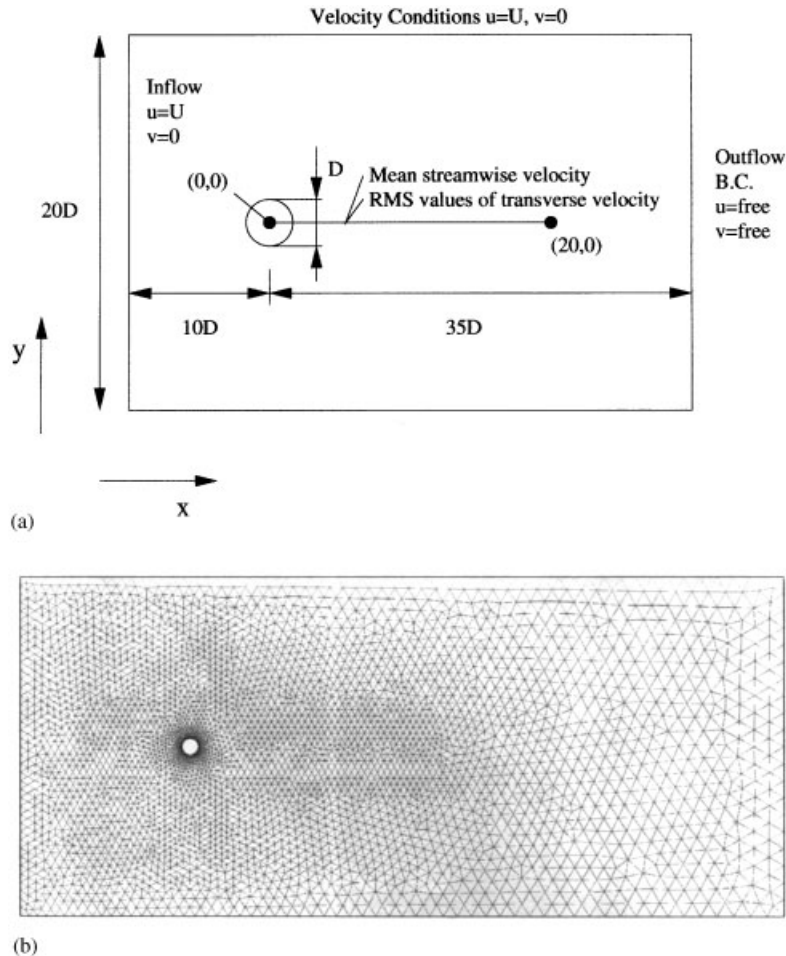 Velocity Conditions u=U, v=0
Inflow
u=U
v=0
D
Mean streamwise velocity
RMS values of transverse velocity
(0,0)
(20,0)
20D
Outflow
B.C.
u=free
v=free
10D
35D
y
x
(a)
(b)